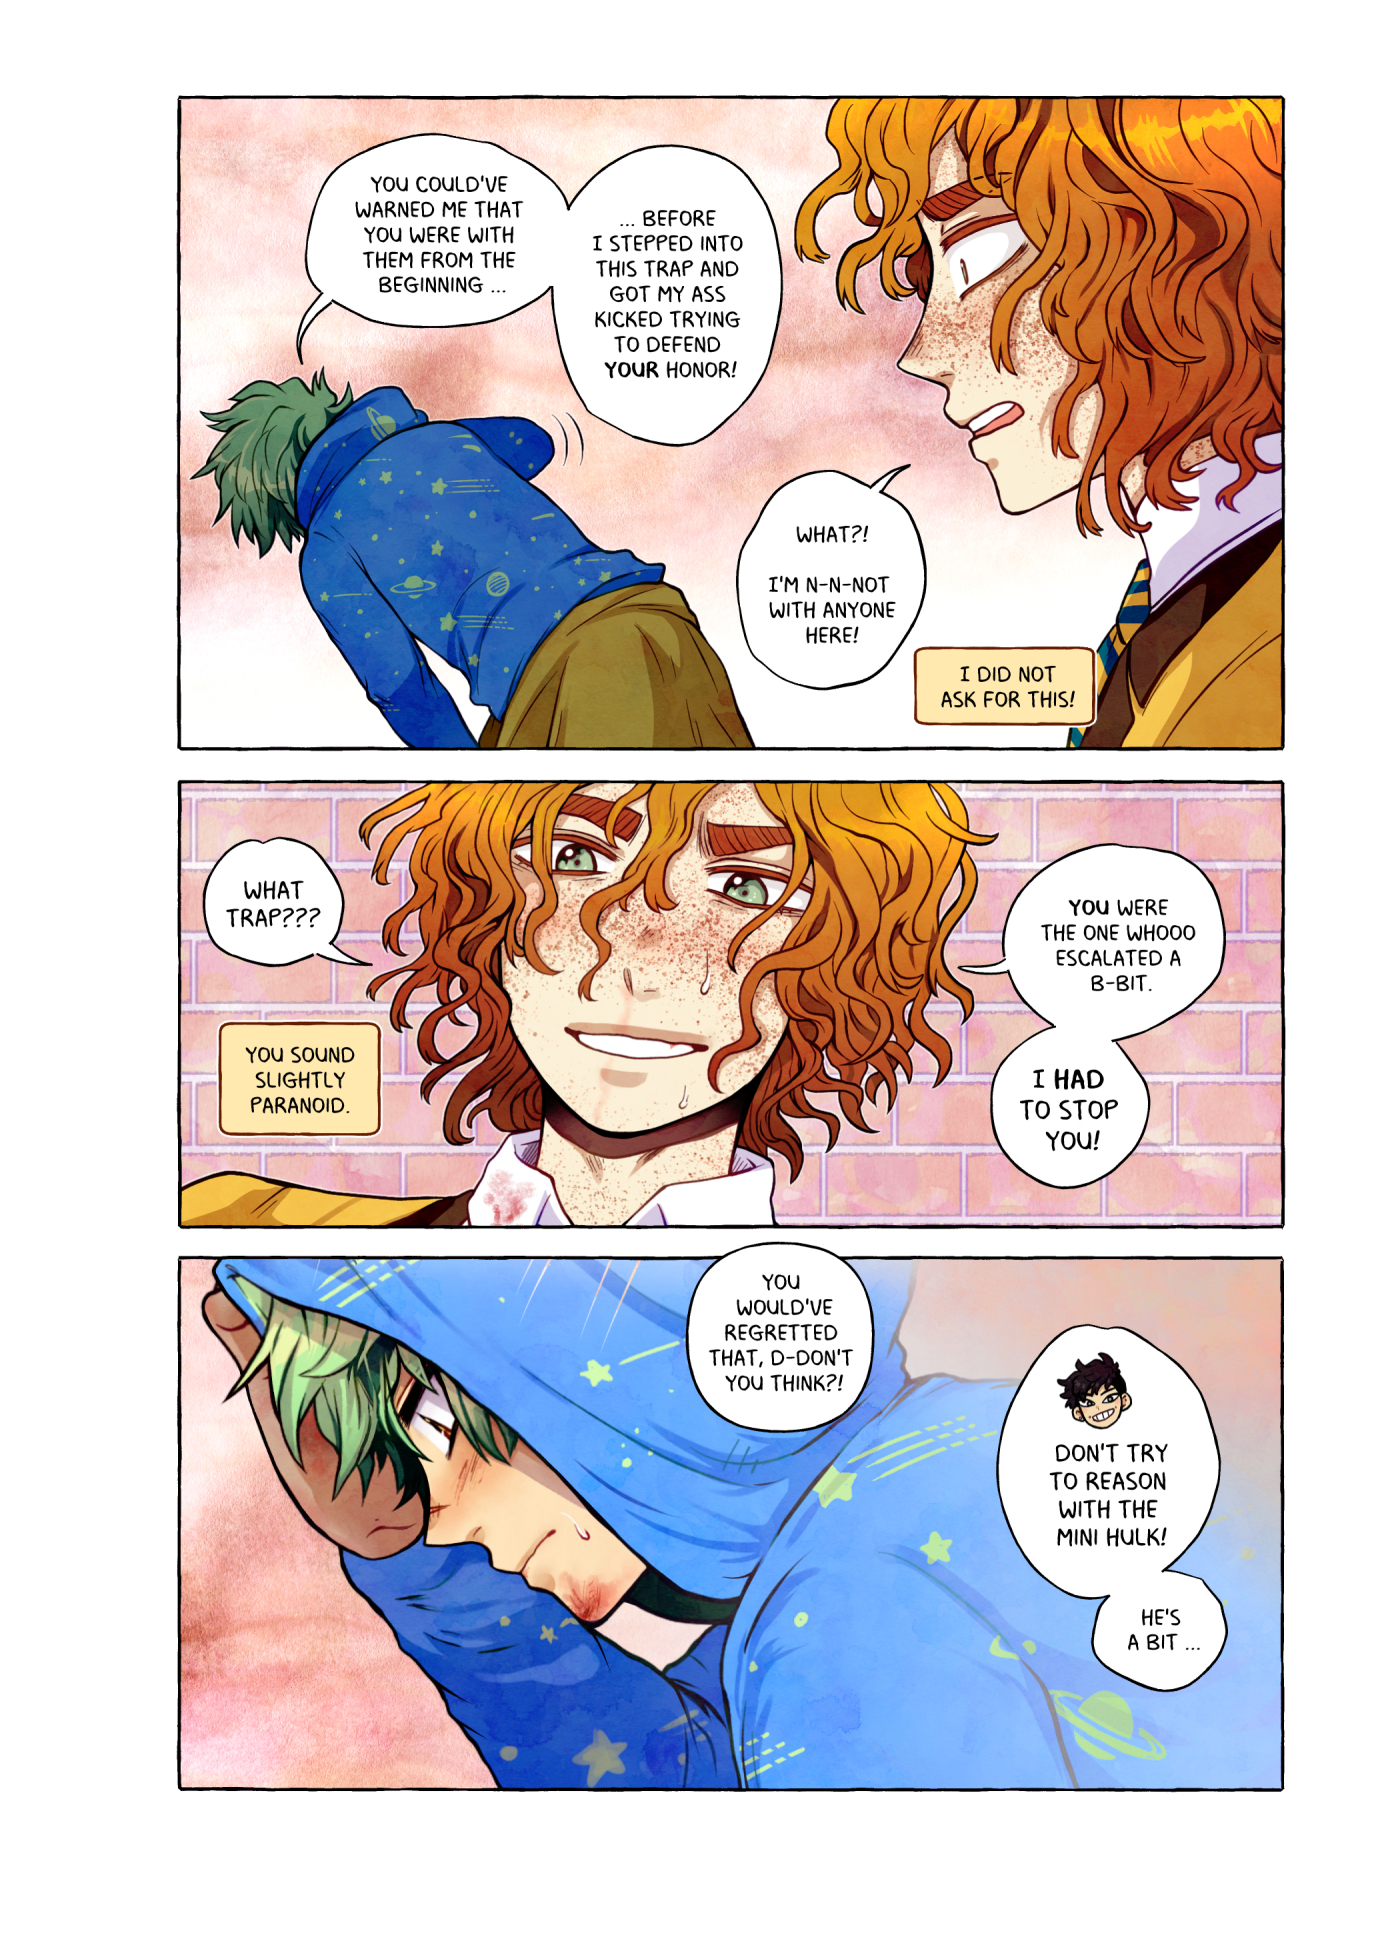 YOU COULD'VE
WARNED ME THAT
YOU WERE WITH
THEM FROM THE
BEGINNING ...
... BEFORE
I STEPPED INTO
THIS TRAP AND
GOT MY ASS
KICKED TRYING
TO DEFEND
YOUR HONOR!
WHAT?!
I'M N-N-NOT
WITH ANYONE
HERE!
I DID NOT
ASK FOR THIS!
WHAT
TRAP???
YOU SOUND
SLIGHTLY
PARANOID.
YOU WERE
THE ONE WHOOO
ESCALATED A
B-BIT.
I HAD
TO STOP
YOU!
YOU
WOULD'VE
REGRETTED
THAT, D-DON'T
YOU THINK?!
DON'T TRY
TO REASON
WITH THE
MINI HULK!
HE'S
A BIT ...